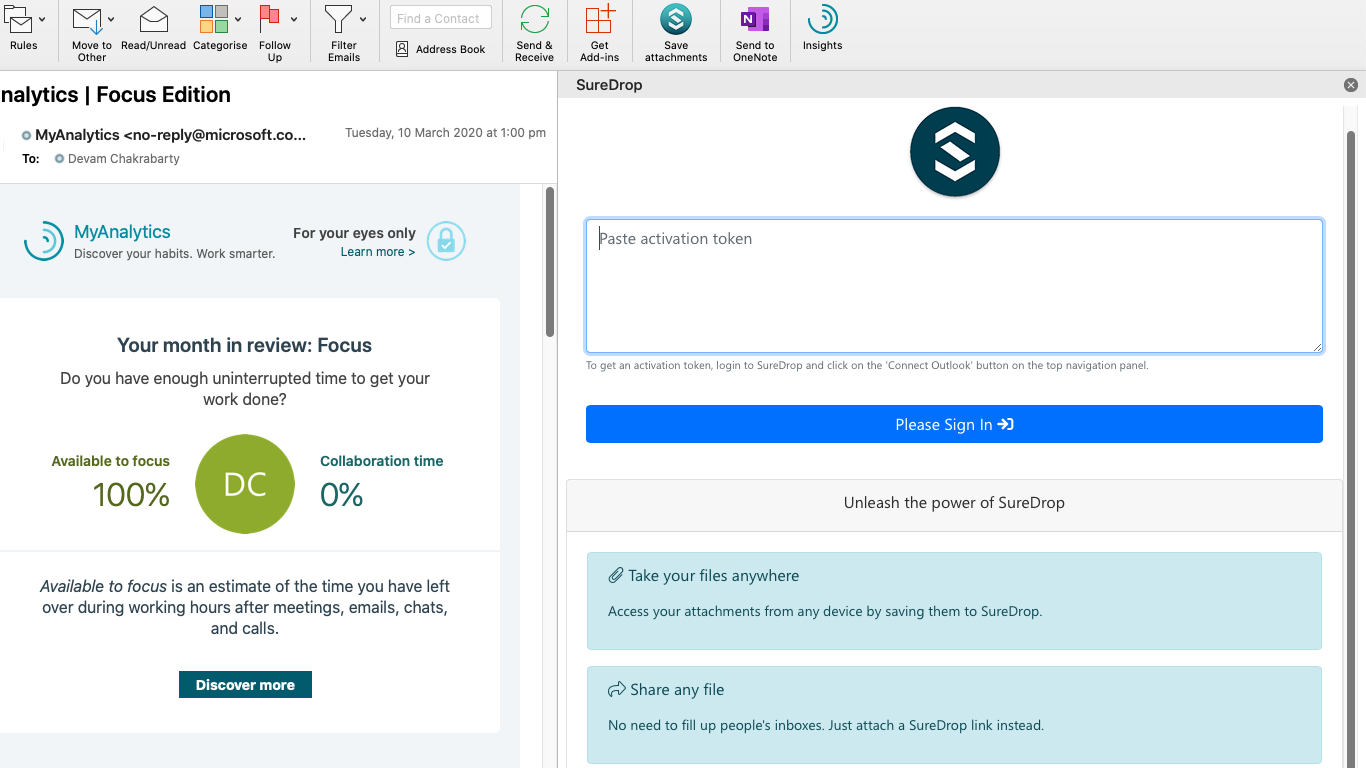 Rules
Move to
Other
Read/Unread
Categorise
Follow
Up
Filter
Emails
Find a Contact
Address Book
Send &
Receive
Get
Add-ins
Save
attachments
N
Send to
OneNote
Insights
nalytics | Focus Edition
MyAnalytics <no-reply@microsoft.co...
Tuesday, 10 March 2020 at 1:00 pm
To: Devam Chakrabarty
MyAnalytics
Discover your habits. Work smarter.
For your eyes only
Learn more >
Your month in review: Focus
Do you have enough uninterrupted time to get your
work done?
Available to focus
100%
DC
Collaboration time
0%
Available to focus is an estimate of the time you have left
over during working hours after meetings, emails, chats,
and calls.
Discover more
SureDrop
Paste activation token
To get an activation token, login to SureDrop and click on the 'Connect Outlook' button on the top navigation panel.
Please Sign In
Unleash the power of SureDrop
Take your files anywhere
Access your attachments from any device by saving them to SureDrop.
Share any file
No need to fill up people's inboxes. Just attach a SureDrop link instead.